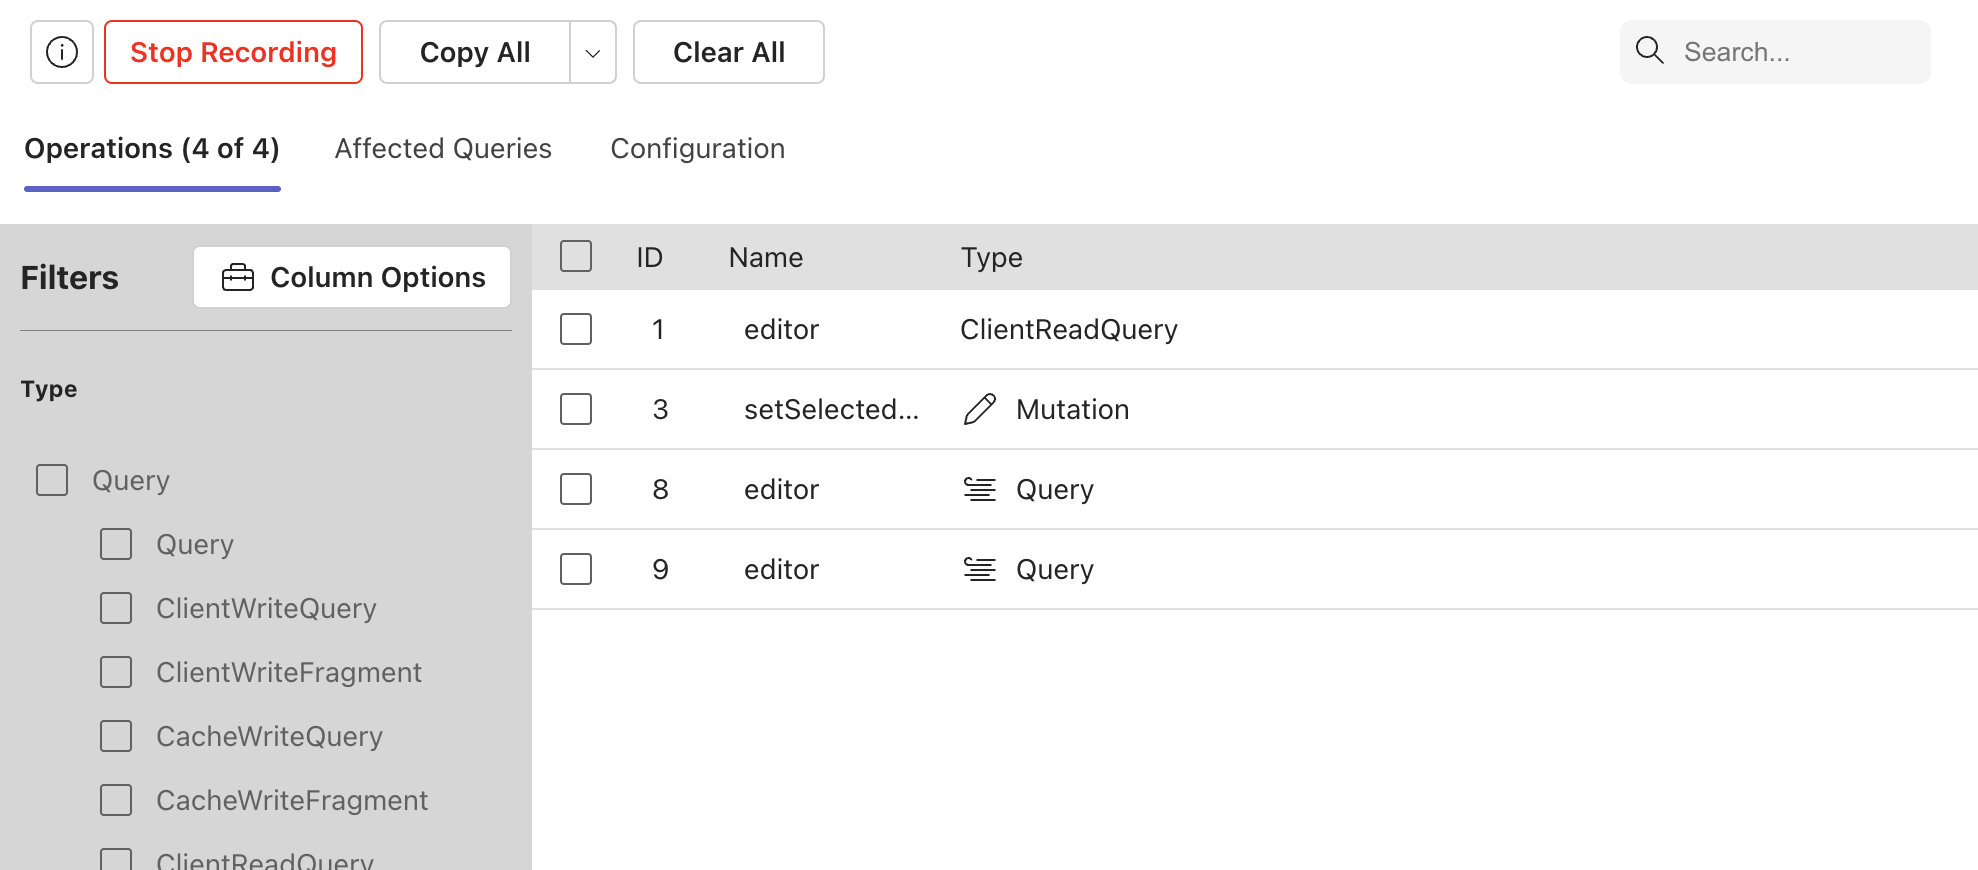 Stop Recording Copy All Clear All Search...
Operations (4 of 4) Affected Queries Configuration
Filters Column Options
Type
Query
Query
ClientWriteQuery
ClientWriteFragment
CacheWriteQuery
CacheWriteFragment
ClientReadQuery
ID Name Type
1 editor ClientReadQuery
3 setSelected... Mutation
8 editor Query
9 editor Query